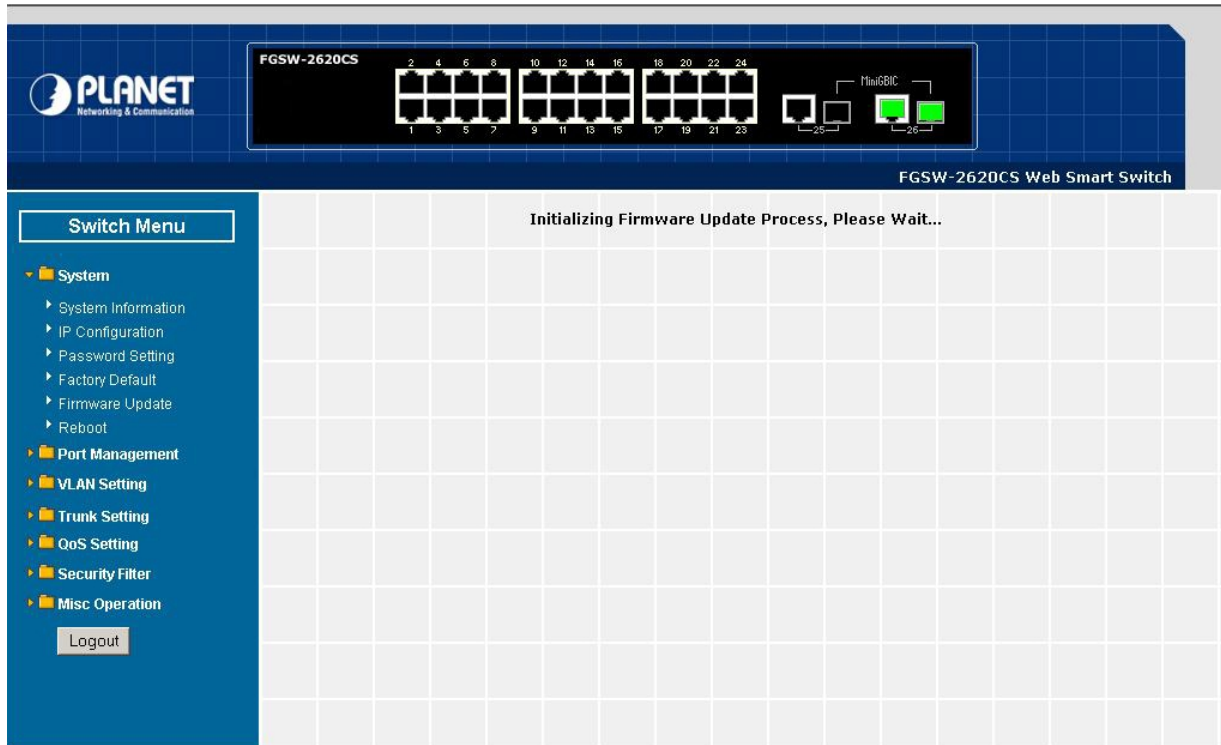 PLANET
Networking & Communication
FGSW-2620CS
2 4 6 8 10 12 14 16 18 20 22 24
MiniGBIC
1 3 5 7 9 11 13 15 17 19 21 23
25 26
FGSW-2620CS Web Smart Switch
Switch Menu
System
System Information
IP Configuration
Password Setting
Factory Default
Firmware Update
Reboot
Port Management
VLAN Setting
Trunk Setting
QoS Setting
Security Filter
Misc Operation
Logout
Initializing Firmware Update Process, Please Wait...